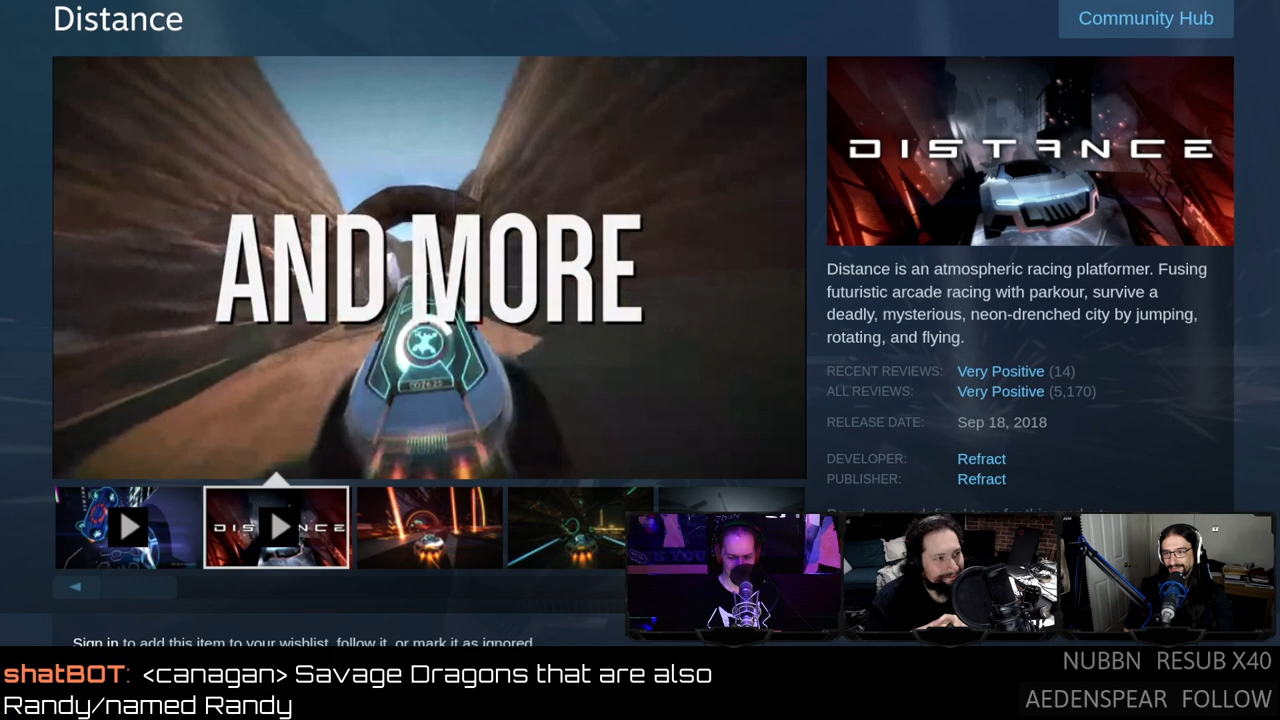 Distance
Community Hub
AND MORE
007625
DISTANCE
Distance is an atmospheric racing platformer. Fusing
futuristic arcade racing with parkour, survive a
deadly, mysterious, neon-drenched city by jumping,
rotating, and flying.
RECENT REVIEWS: Very Positive (14)
ALL REVIEWS: Very Positive (5,170)
RELEASE DATE: Sep 18, 2018
DEVELOPER: Refract
PUBLISHER: Refract
DISTANCE
Sign in to add this item to your wishlist, follow it, or mark it as ignored
shatBOT: <canagan> Savage Dragons that are also
Randy/named Randy
NUBBN RESUB X40
AEDENSPEAR FOLLOW